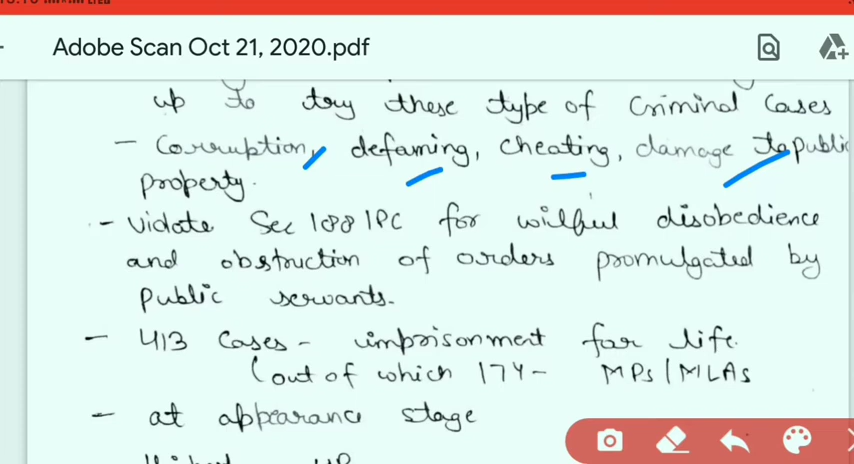 Adobe Scan Oct 21, 2020.pdf
up to try these type of Criminal Cases
- Corruption, defaming, cheating, damage to public
property.
- Violate Sec 188 IPC for wilful disobedience
and obstruction of orders promulgated by
public servants.
- 413 Cases - imprisonment for life.
(out of which 174 - MPs / MLAs
- at appearance stage